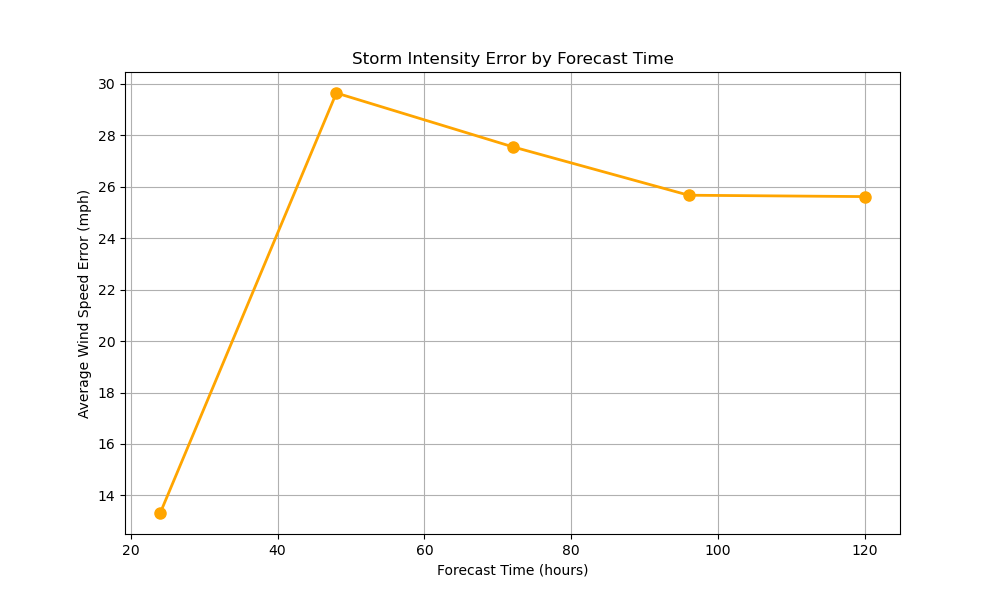 Storm Intensity Error by Forecast Time
Average Wind Speed Error (mph)
30
28
26
24
22
20
18
16
14
20 40 60 80 100 120
Forecast Time (hours)